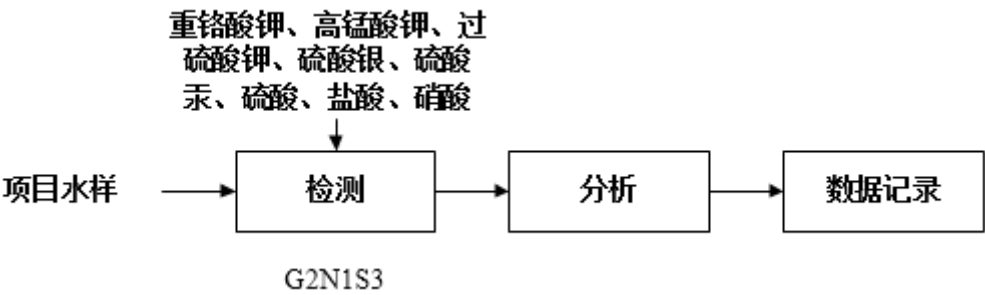 重铬酸钾、高锰酸钾、过
硫酸钾、硫酸银、硫酸
汞、硫酸、盐酸、硝酸
项目水样
检测
分析
数据记录
G2N1S3